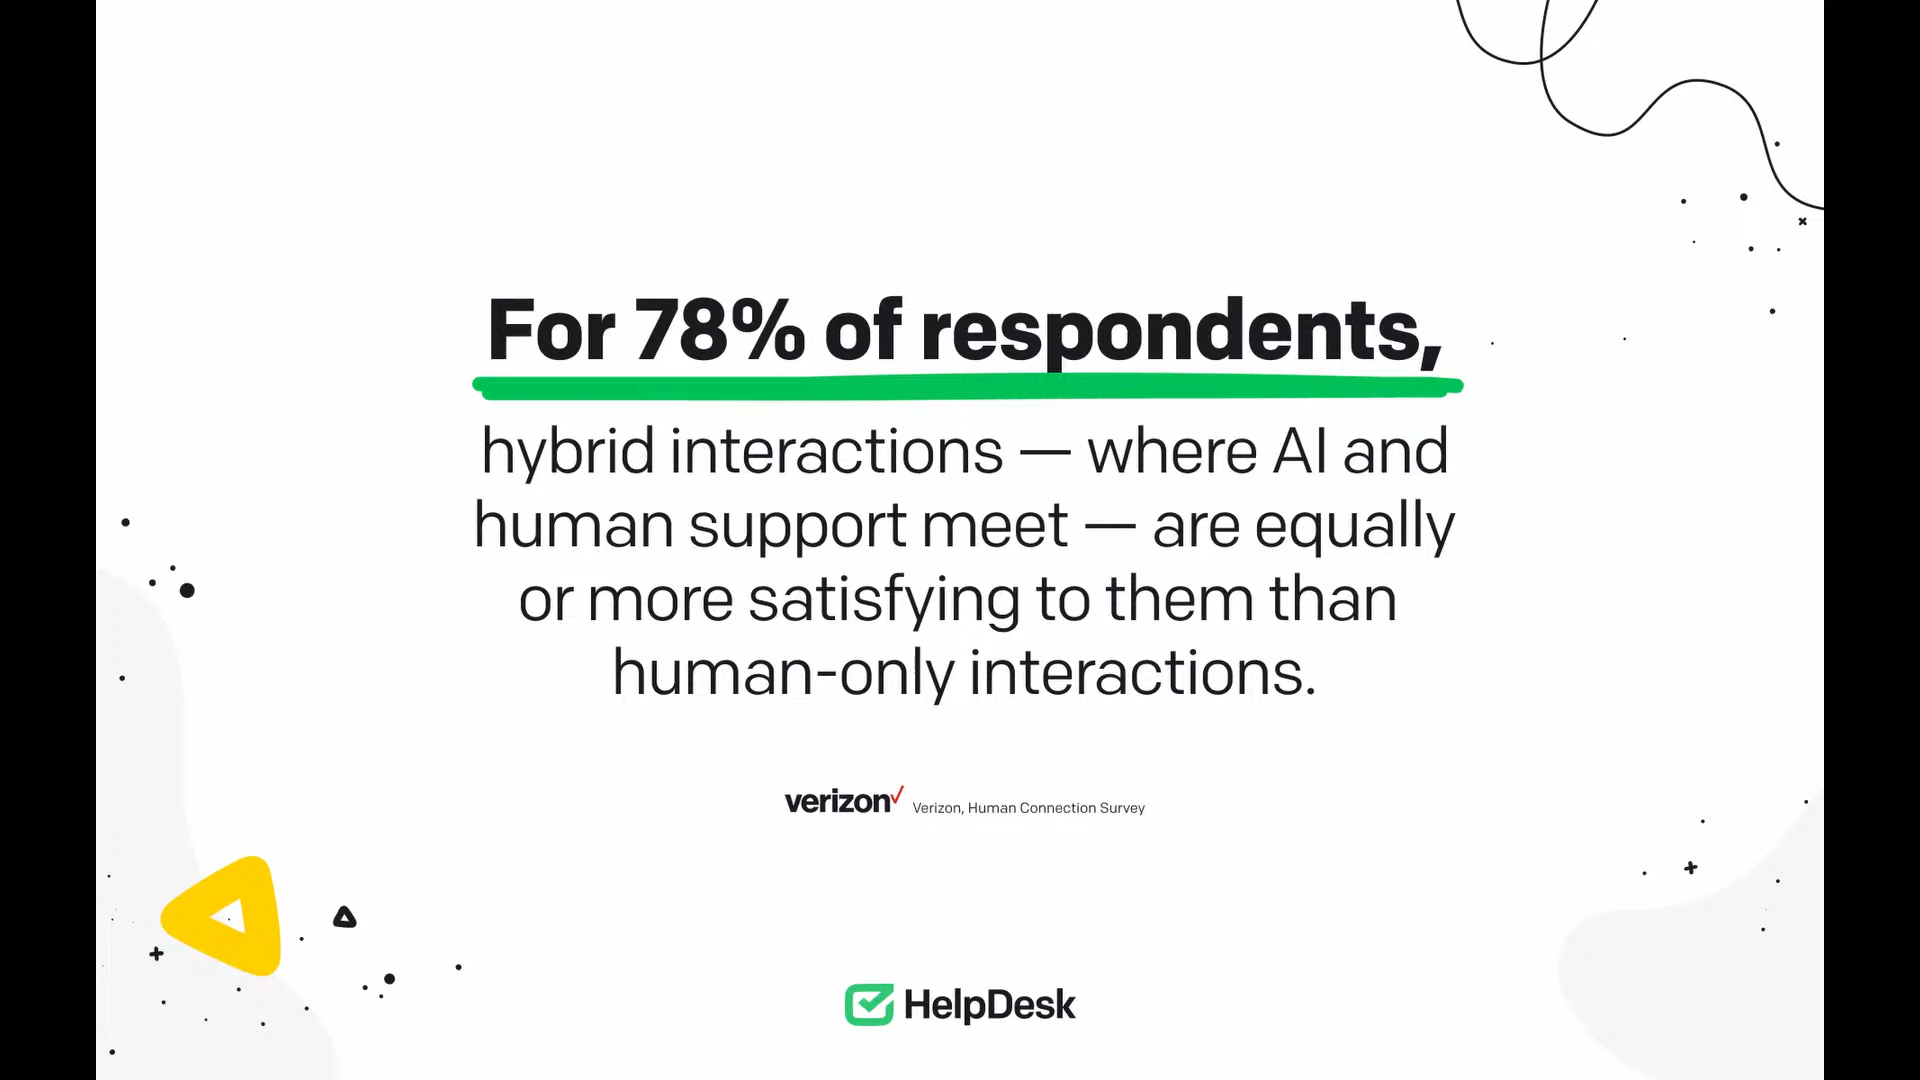 For 78% of respondents,
hybrid interactions — where AI and
human support meet — are equally
or more satisfying to them than
human-only interactions.
verizon Verizon, Human Connection Survey
HelpDesk